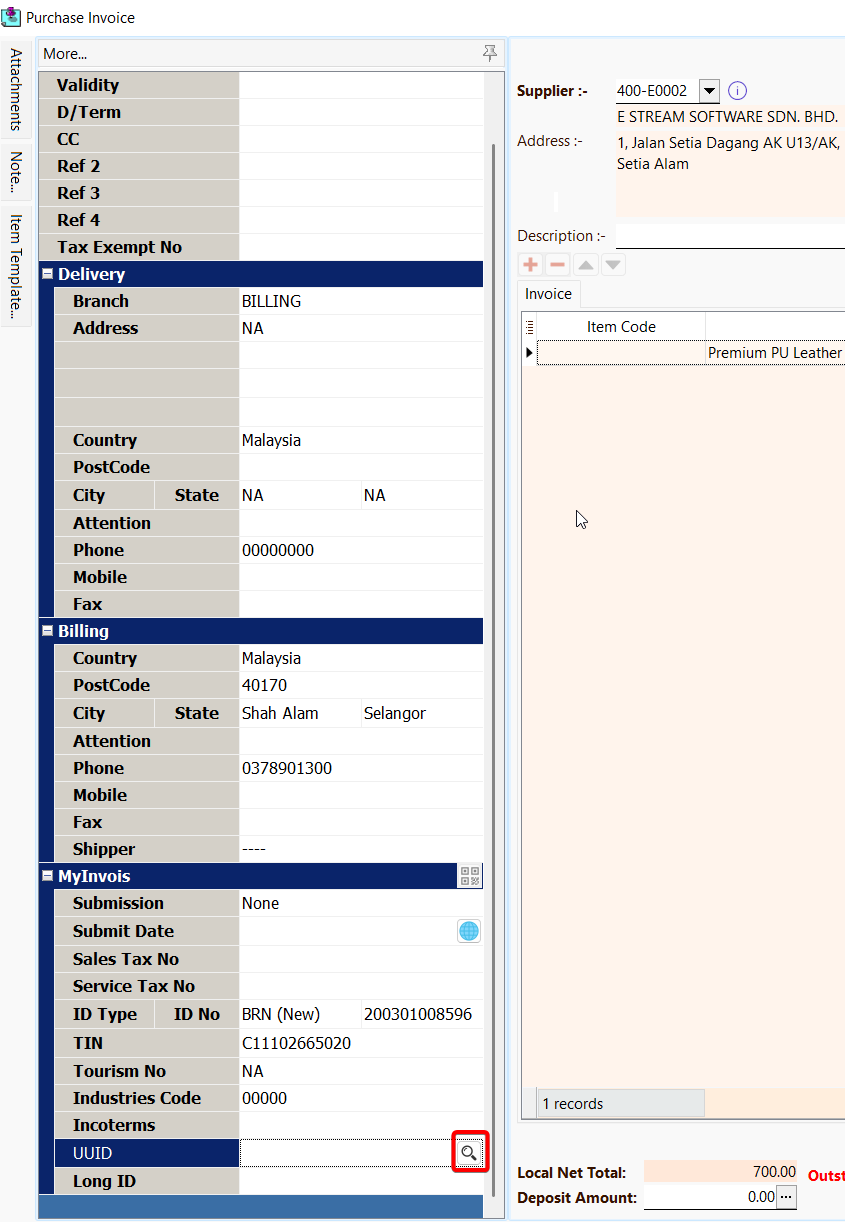 Purchase Invoice
Attachments
Note...
Item Template...
More...
Validity
D/Term
CC
Ref 2
Ref 3
Ref 4
Tax Exempt No
Delivery
Branch BILLING
Address NA
Country Malaysia
PostCode
City State NA NA
Attention
Phone 00000000
Mobile
Fax
Billing
Country Malaysia
PostCode 40170
City State Shah Alam Selangor
Attention
Phone 0378901300
Mobile
Fax
Shipper ----
MyInvois
Submission None
Submit Date
Sales Tax No
Service Tax No
ID Type ID No BRN (New) 200301008596
TIN C11102665020
Tourism No NA
Industries Code 00000
Incoterms
UUID
Long ID
Supplier :- 400-E0002
E STREAM SOFTWARE SDN. BHD.
Address :- 1, Jalan Setia Dagang AK U13/AK,
Setia Alam
Description :-
Invoice
Item Code
Premium PU Leather
1 records
Local Net Total: 700.00 Outst
Deposit Amount: 0.00 ...